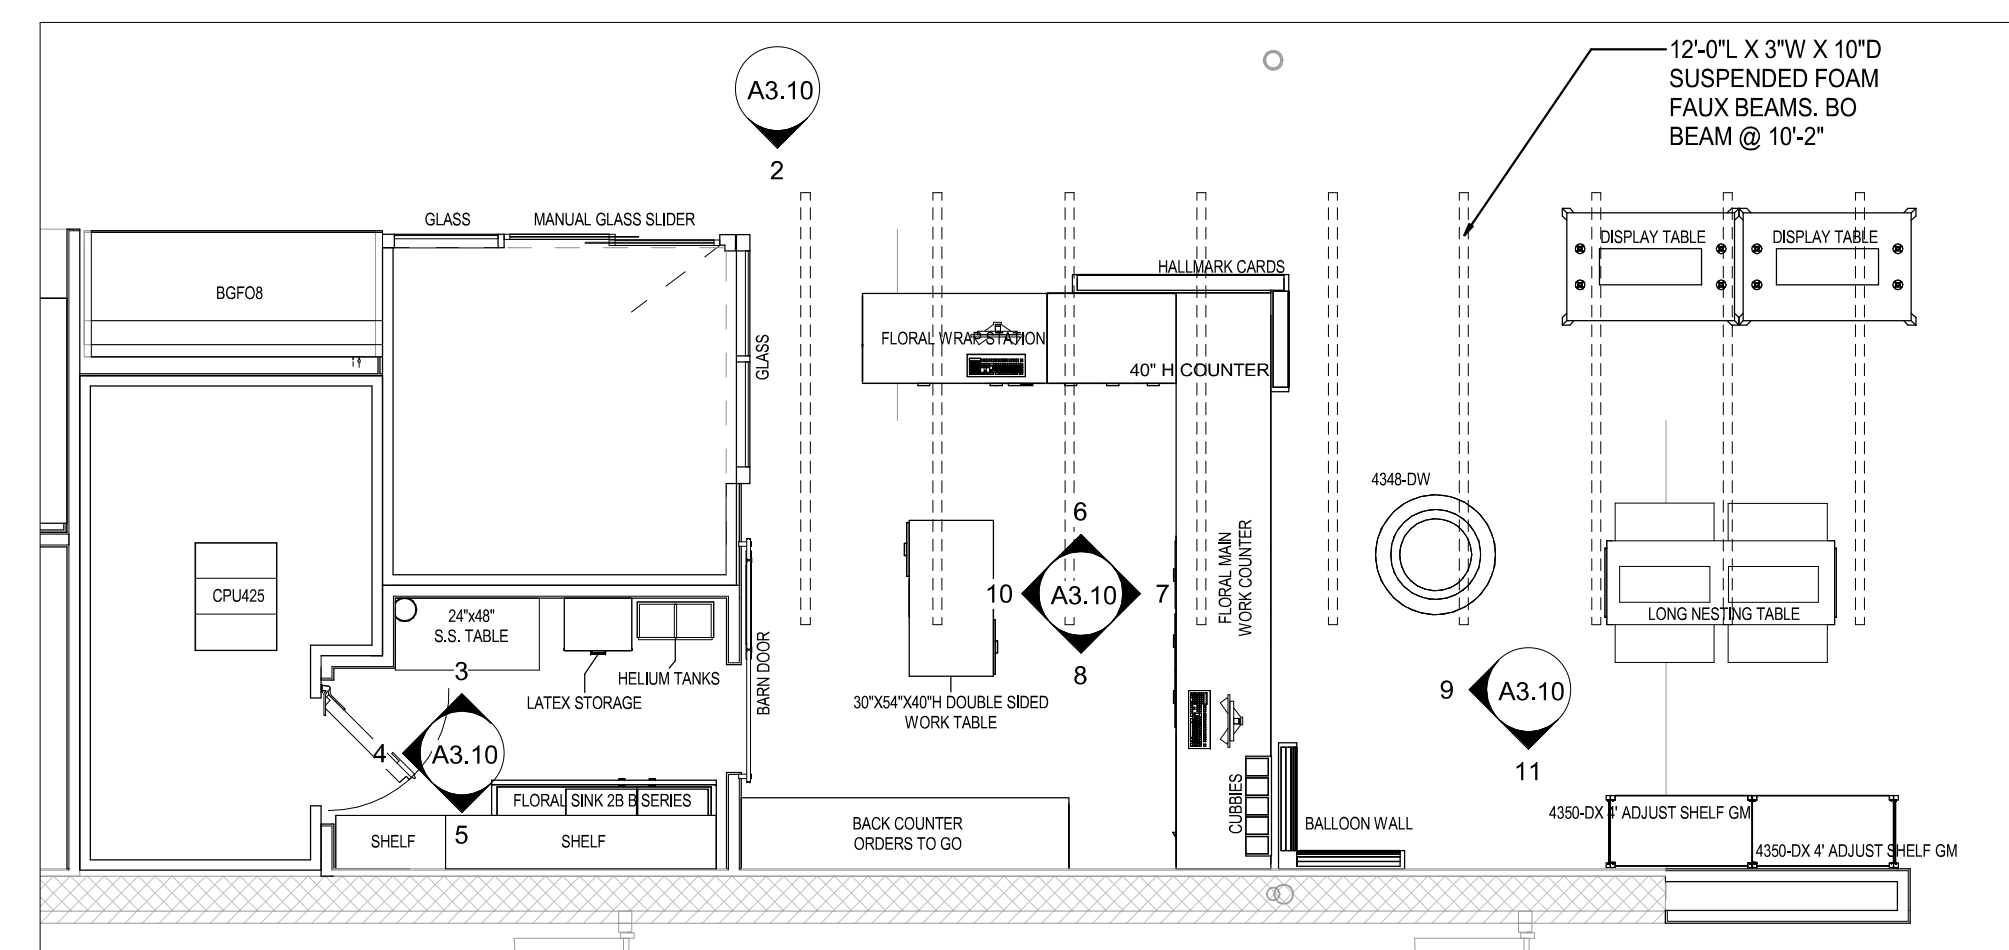 12'-0"L X 3"W X 10"D
SUSPENDED FOAM
FAUX BEAMS. BO
BEAM @ 10'-2"
A3.10
2
GLASS
MANUAL GLASS SLIDER
DISPLAY TABLE
DISPLAY TABLE
HALLMARK CARDS
BGFO8
FLORAL WRAP STATION
GLASS
40" H COUNTER
4348-DW
6
FLORAL MAIN
WORK COUNTER
CPU425
10
A3.10
7
24"x48"
S.S. TABLE
LONG NESTING TABLE
3
HELIUM TANKS
8
BARN DOOR
9
A3.10
LATEX STORAGE
30"X54"X40"H DOUBLE SIDED
WORK TABLE
4
A3.10
11
FLORAL SINK 2B B SERIES
CUBBIES
4350-DX 4' ADJUST SHELF GM
BACK COUNTER
ORDERS TO GO
BALLOON WALL
5
SHELF
SHELF
4350-DX 4' ADJUST SHELF GM